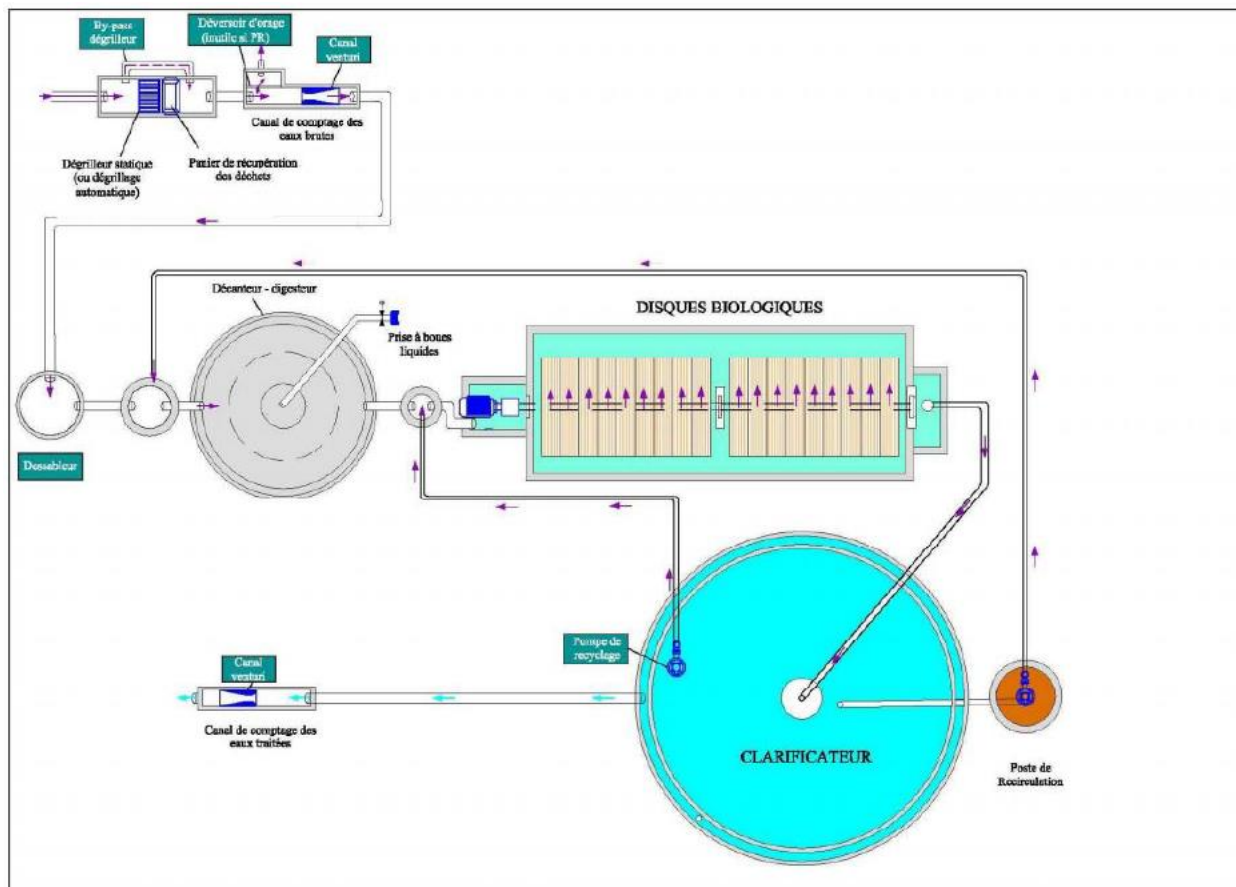 By-pass
dégrilleur
Déversoir d'orage
(inutile si PR)
Canal
venturi
Canal de comptage des
eaux brutes
Dégrilleur statique
(ou dégrillage
automatique)
Panier de récupération
des déchets
Décanteur - digesteur
Prise à boues
liquides
DISQUES BIOLOGIQUES
Dessableur
Pompe de
recyclage
Canal
venturi
Canal de comptage des
eaux traitées
CLARIFICATEUR
Poste de
Recirculation